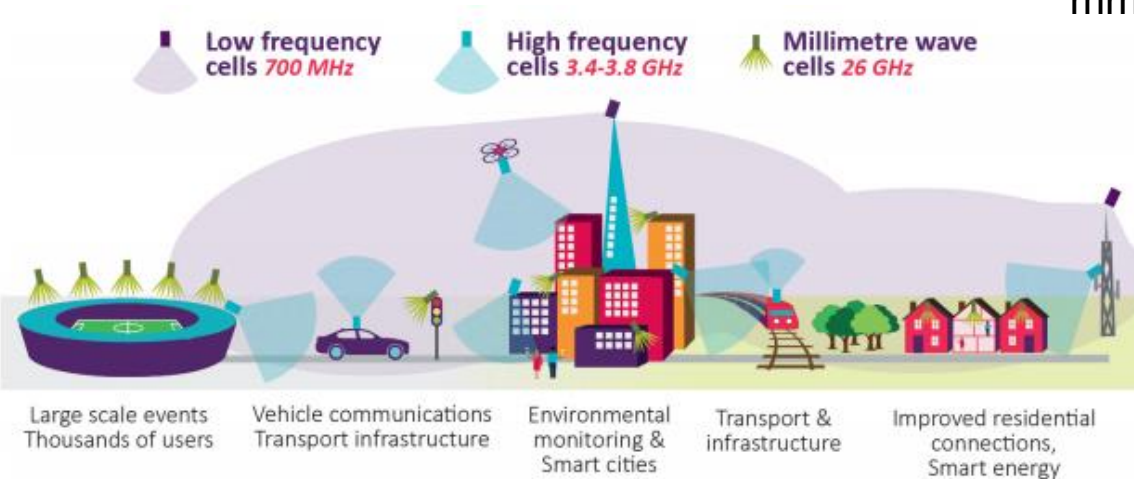 Low frequency
cells 700 MHz
High frequency
cells 3.4-3.8 GHz
Millimetre wave
cells 26 GHz
Large scale events
Thousands of users
Vehicle communications
Transport infrastructure
Environmental
monitoring &
Smart cities
Transport &
infrastructure
Improved residential
connections,
Smart energy